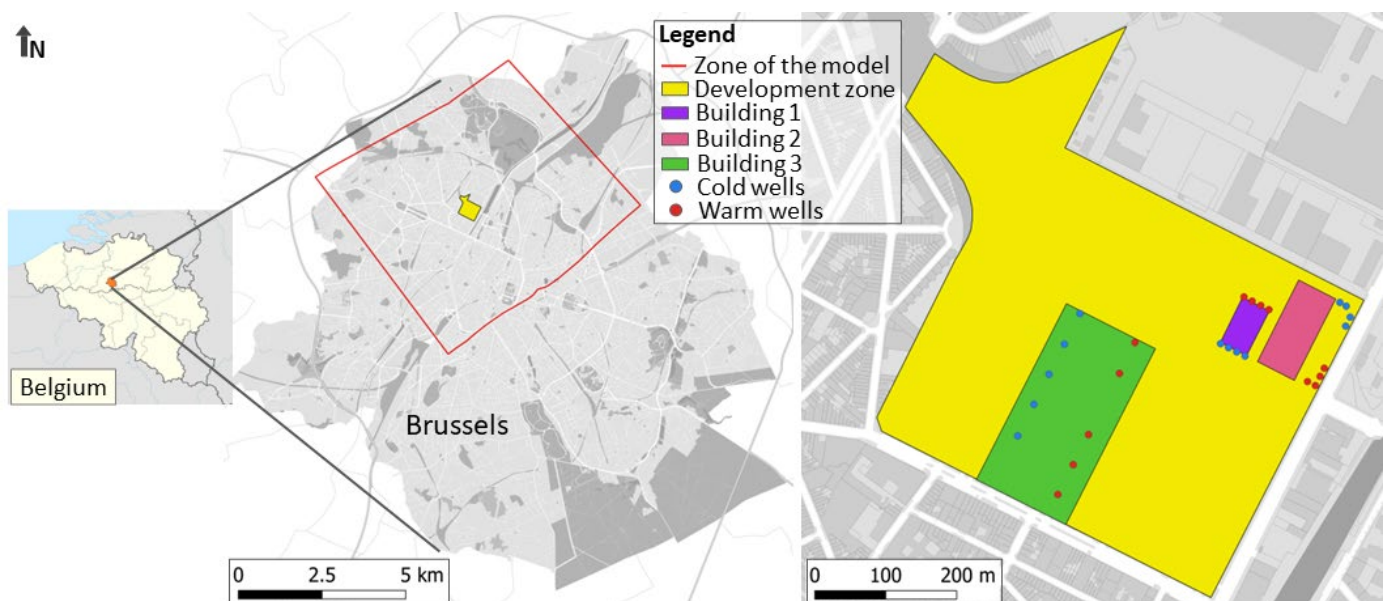 N
Legend
Zone of the model
Development zone
Building 1
Building 2
Building 3
Cold wells
Warm wells
Belgium
Brussels
0 2.5 5 km
0 100 200 m